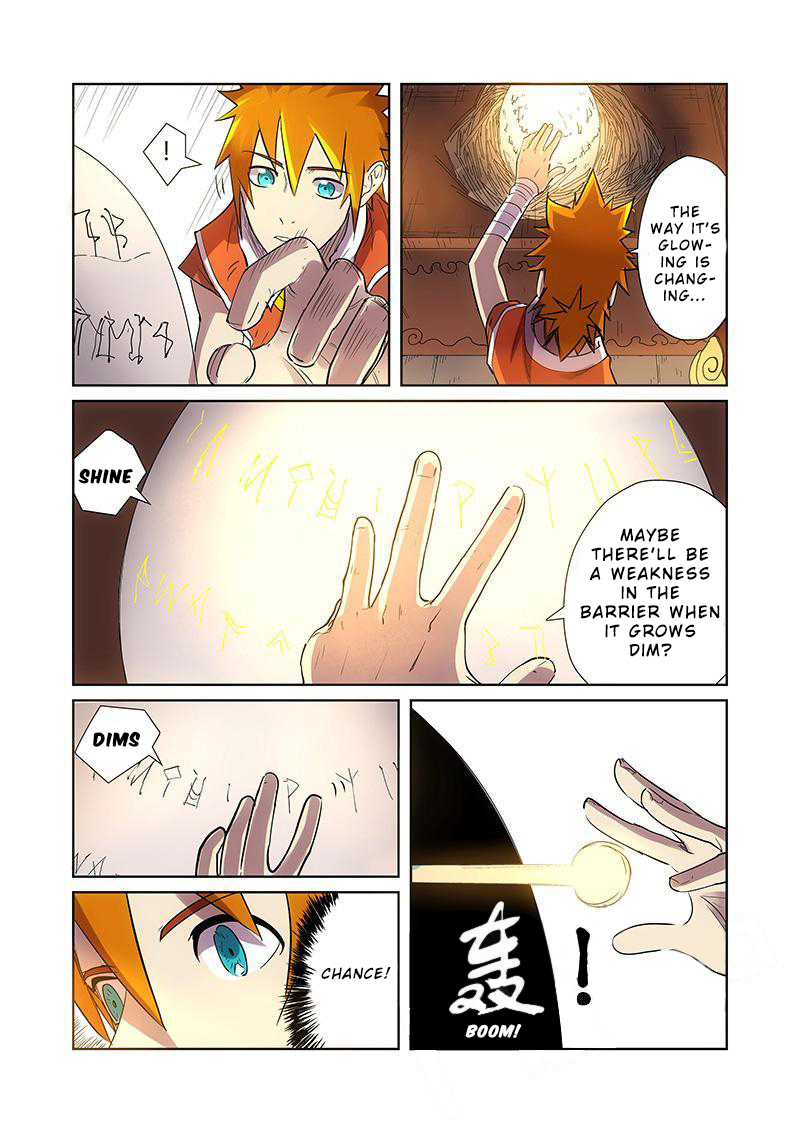 !
THE
WAY IT'S
GLOW-
ING IS
CHANG-
ING...
SHINE
MAYBE
THERE'LL BE
A WEAKNESS
IN THE
BARRIER WHEN
IT GROWS
DIM?
DIMS
CHANCE!
轰!
BOOM!